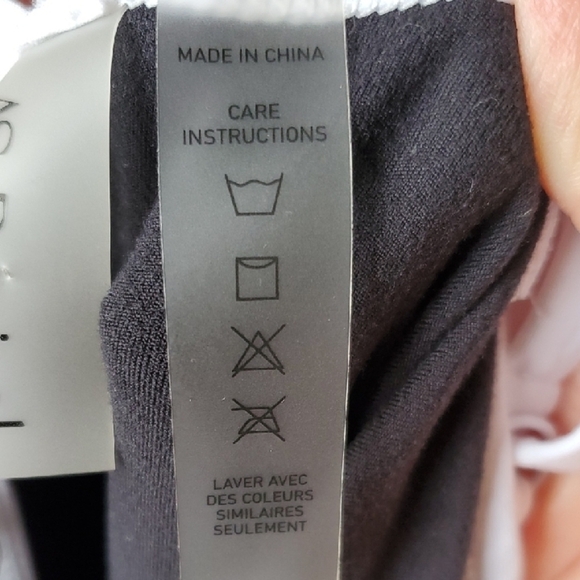 MADE IN CHINA
CARE
INSTRUCTIONS
LAVER AVEC
DES COULEURS
SIMILAIRES
SEULEMENT